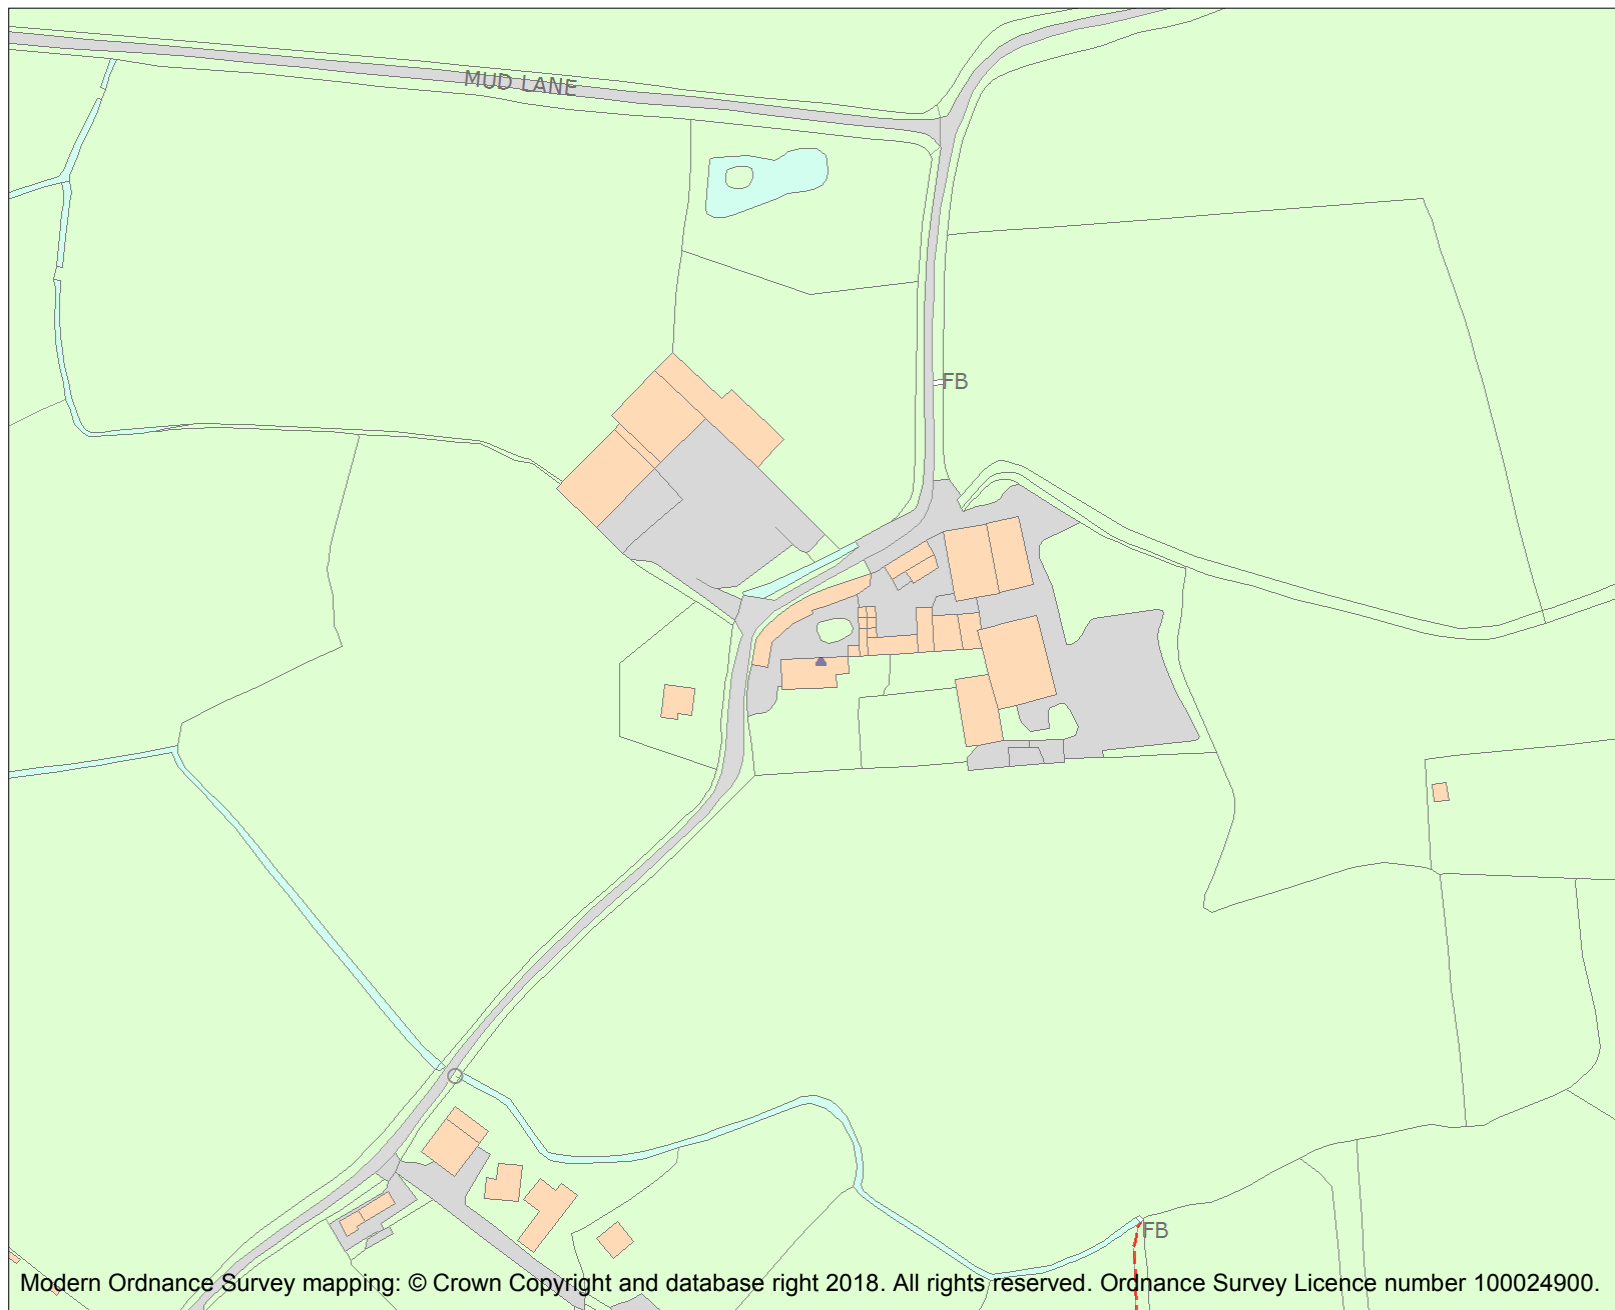 MUD LANE
FB
FB
Modern Ordnance Survey mapping: © Crown Copyright and database right 2018. All rights reserved. Ordnance Survey Licence number 100024900.